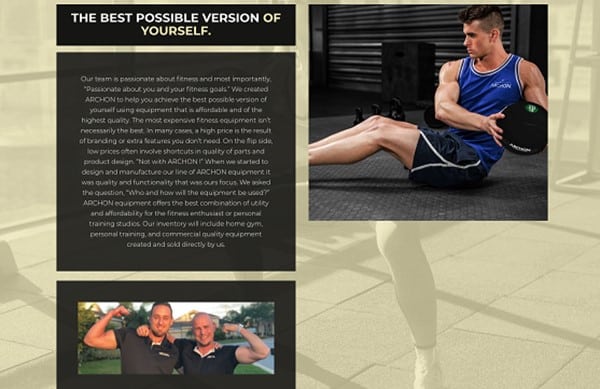 THE BEST POSSIBLE VERSION OF
YOURSELF.
Our team is passionate about fitness and most importantly,
"Passionate about you and your fitness goals." We created
ARCHON to help you achieve the best possible version of
yourself using equipment that is affordable and of the
highest quality. The most expensive fitness equipment isn't
necessarily the best. In many cases, a high price is the result
of branding or extra features you don't need. On the flip side,
low prices often involve shortcuts in quality of parts and
product design. "Not with ARCHON !" When we started to
design and manufacture our line of ARCHON equipment it
was quality and functionality that was ours focus. We asked
the question, "Who and how will the equipment be used?"
ARCHON equipment offers the best combination of utility
and affordability for the fitness enthusiast or personal
training studios. Our inventory will include home gym,
personal training, and commercial quality equipment
created and sold directly by us.
ARCHON
ARCHON